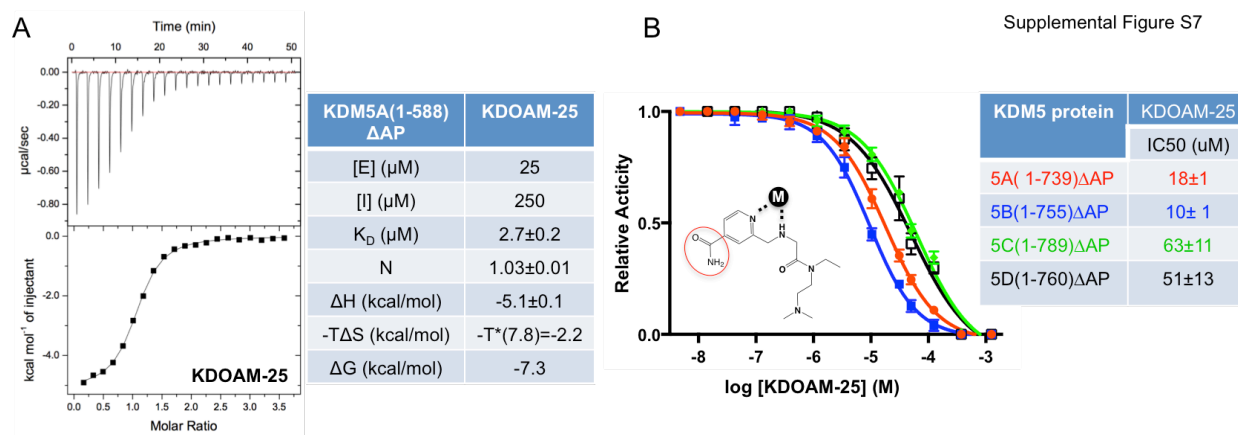 A
Time (min)
0 10 20 30 40 50
0.00
-0.20
-0.40
-0.60
-0.80
µcal/sec
0.0
-2.0
-4.0
kcal mol⁻¹ of injectant
KDOAM-25
0.0 0.5 1.0 1.5 2.0 2.5 3.0 3.5
Molar Ratio
KDM5A(1-588) ΔAP KDOAM-25
[E] (µM) 25
[I] (µM) 250
K_D (µM) 2.7±0.2
N 1.03±0.01
ΔH (kcal/mol) -5.1±0.1
-TΔS (kcal/mol) -T*(7.8)=-2.2
ΔG (kcal/mol) -7.3
B
Supplemental Figure S7
1.0
0.5
0.0
Relative Acticity
M
N
H
N
O
NH₂
O
N
N
-8 -7 -6 -5 -4 -3 -2
log [KDOAM-25] (M)
KDM5 protein KDOAM-25
IC50 (uM)
5A( 1-739)ΔAP 18±1
5B(1-755)ΔAP 10± 1
5C(1-789)ΔAP 63±11
5D(1-760)ΔAP 51±13